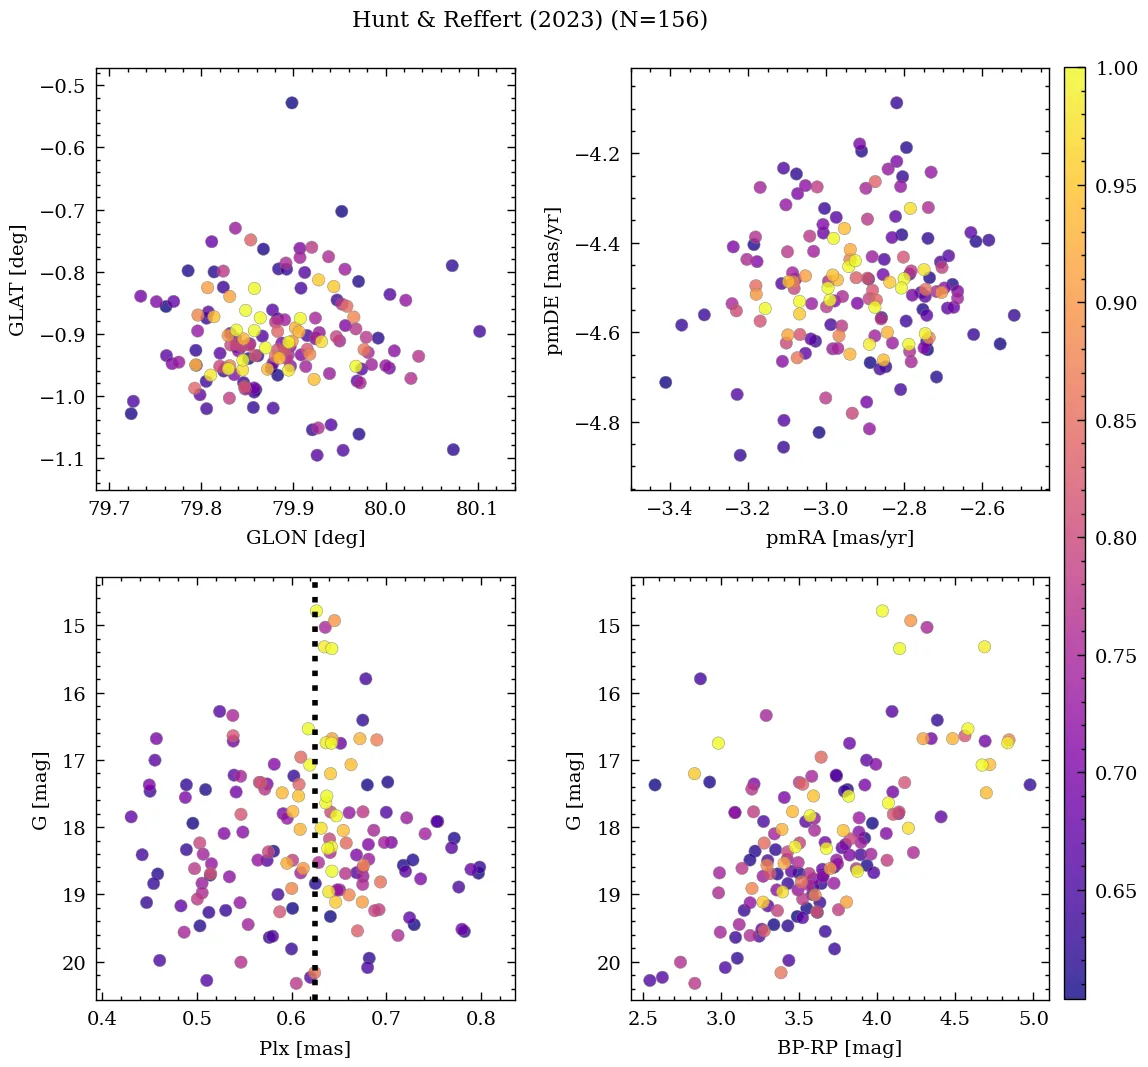 Hunt & Reffert (2023) (N=156)
−0.5
−0.6
−0.7
−0.8
−0.9
−1.0
−1.1
GLAT [deg]
79.7 79.8 79.9 80.0 80.1
GLON [deg]
−4.2
−4.4
−4.6
−4.8
pmDE [mas/yr]
−3.4 −3.2 −3.0 −2.8 −2.6
pmRA [mas/yr]
15
16
17
18
19
20
G [mag]
0.4 0.5 0.6 0.7 0.8
Plx [mas]
15
16
17
18
19
20
G [mag]
2.5 3.0 3.5 4.0 4.5 5.0
BP-RP [mag]
1.00
0.95
0.90
0.85
0.80
0.75
0.70
0.65